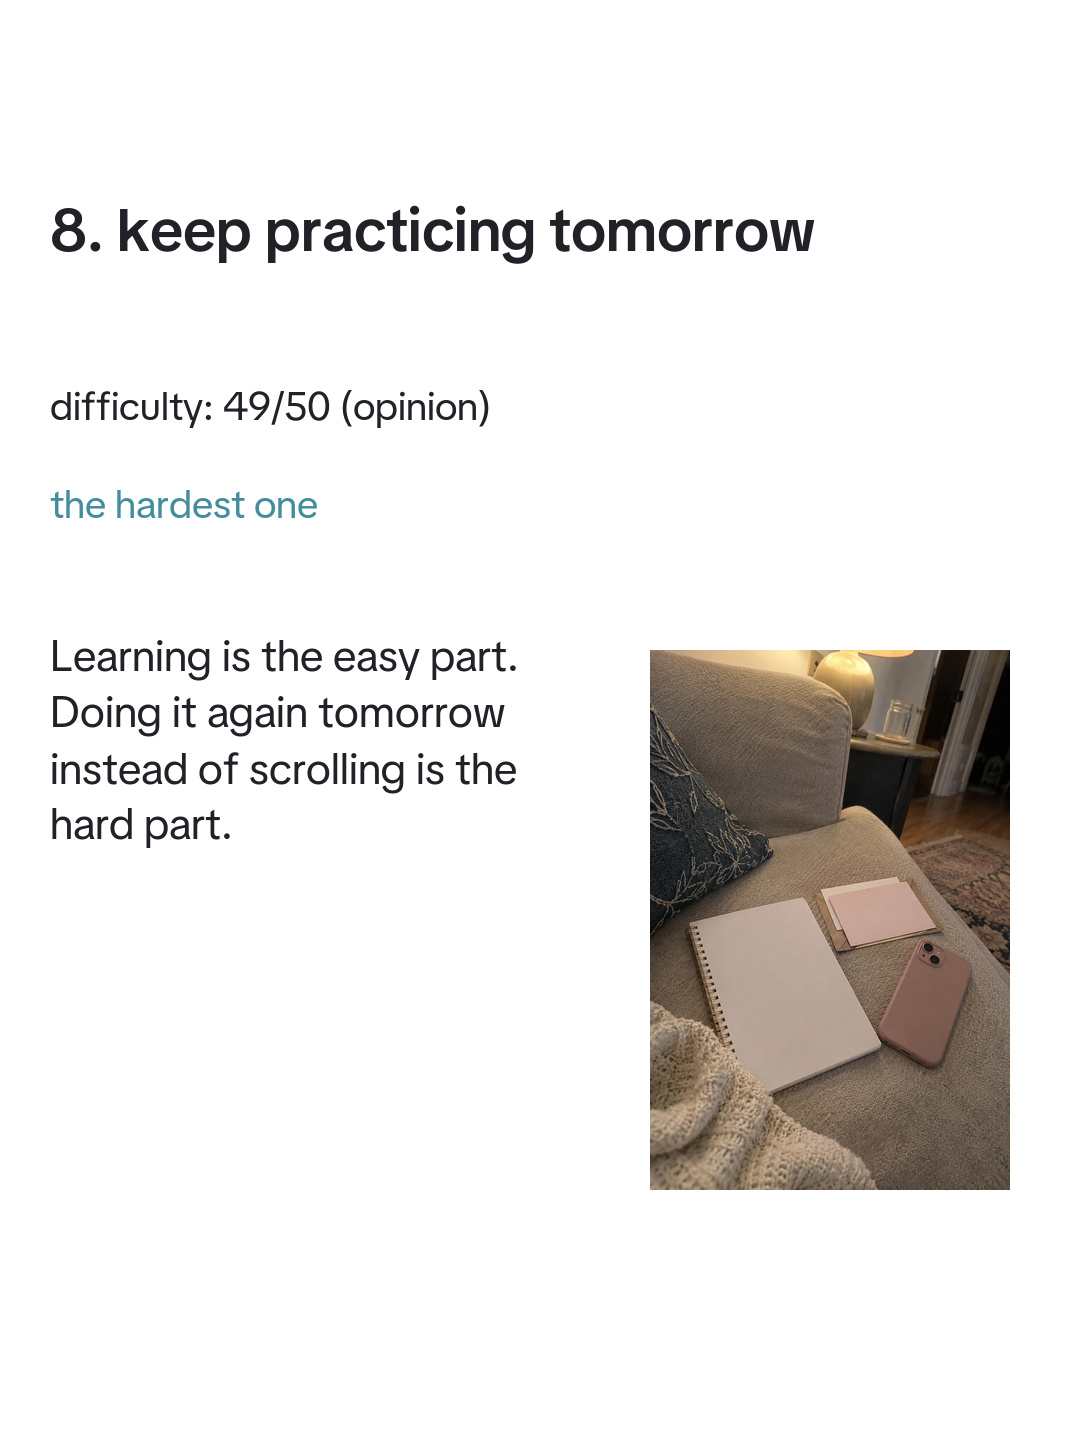 8. keep practicing tomorrow
difficulty: 49/50 (opinion)
the hardest one
Learning is the easy part.
Doing it again tomorrow
instead of scrolling is the
hard part.